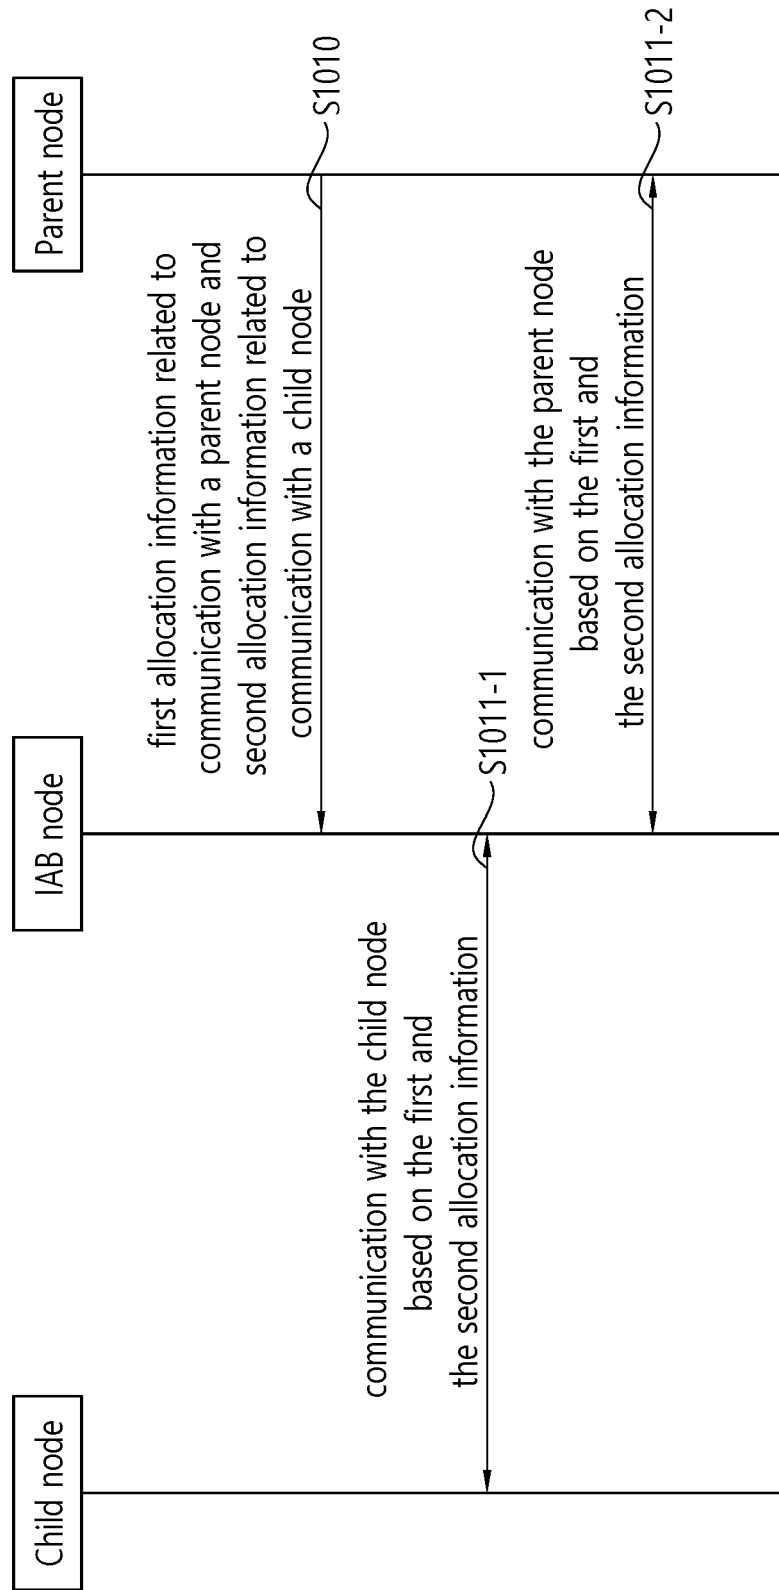 Child node
IAB node
Parent node
first allocation information related to
communication with a parent node and
second allocation information related to
communication with a child node
S1010
communication with the child node
based on the first and
the second allocation information
S1011-1
communication with the parent node
based on the first and
the second allocation information
S1011-2